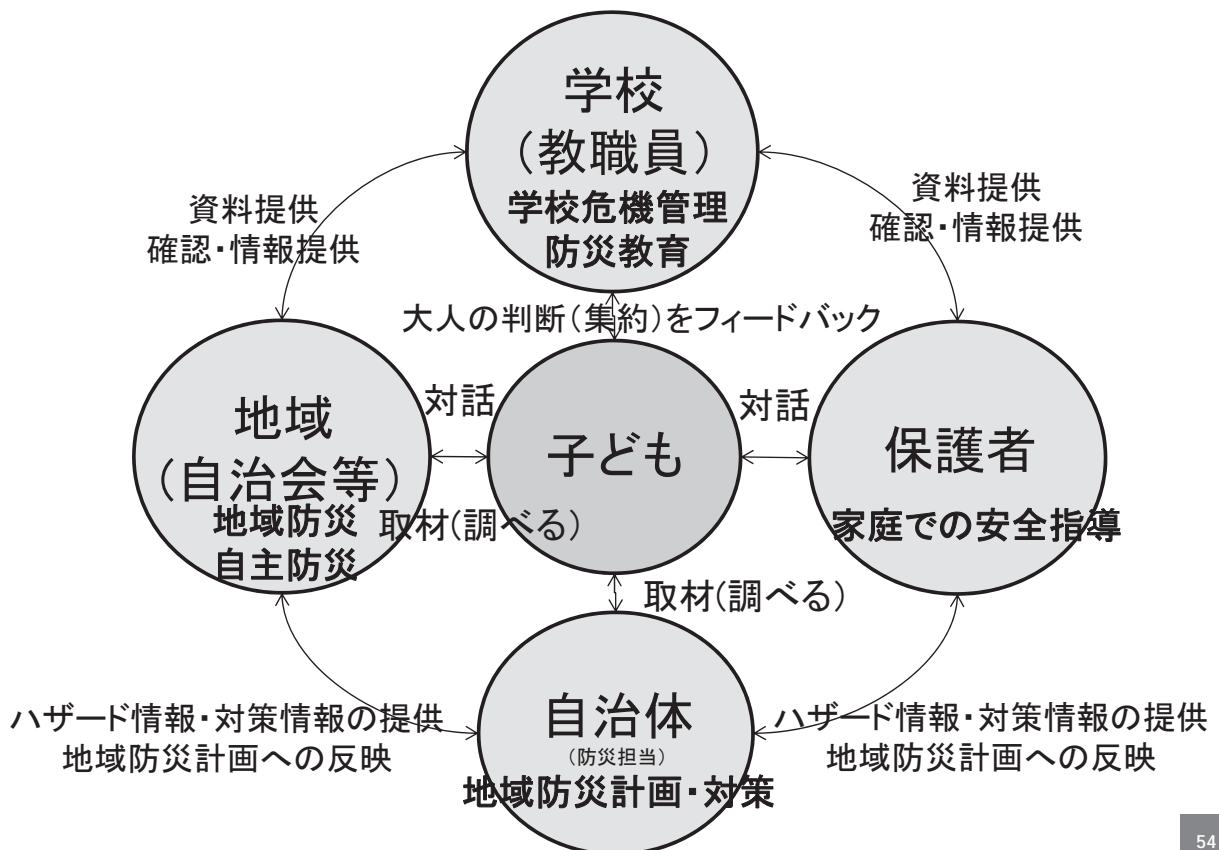 学校
（教職員）
学校危機管理
防災教育
資料提供
確認・情報提供
資料提供
確認・情報提供
大人の判断（集約）をフィードバック
地域
（自治会等）
地域防災
自主防災
対話
取材(調べる)
子ども
対話
保護者
家庭での安全指導
取材(調べる)
自治体
（防災担当）
地域防災計画・対策
ハザード情報・対策情報の提供
地域防災計画への反映
ハザード情報・対策情報の提供
地域防災計画への反映
54